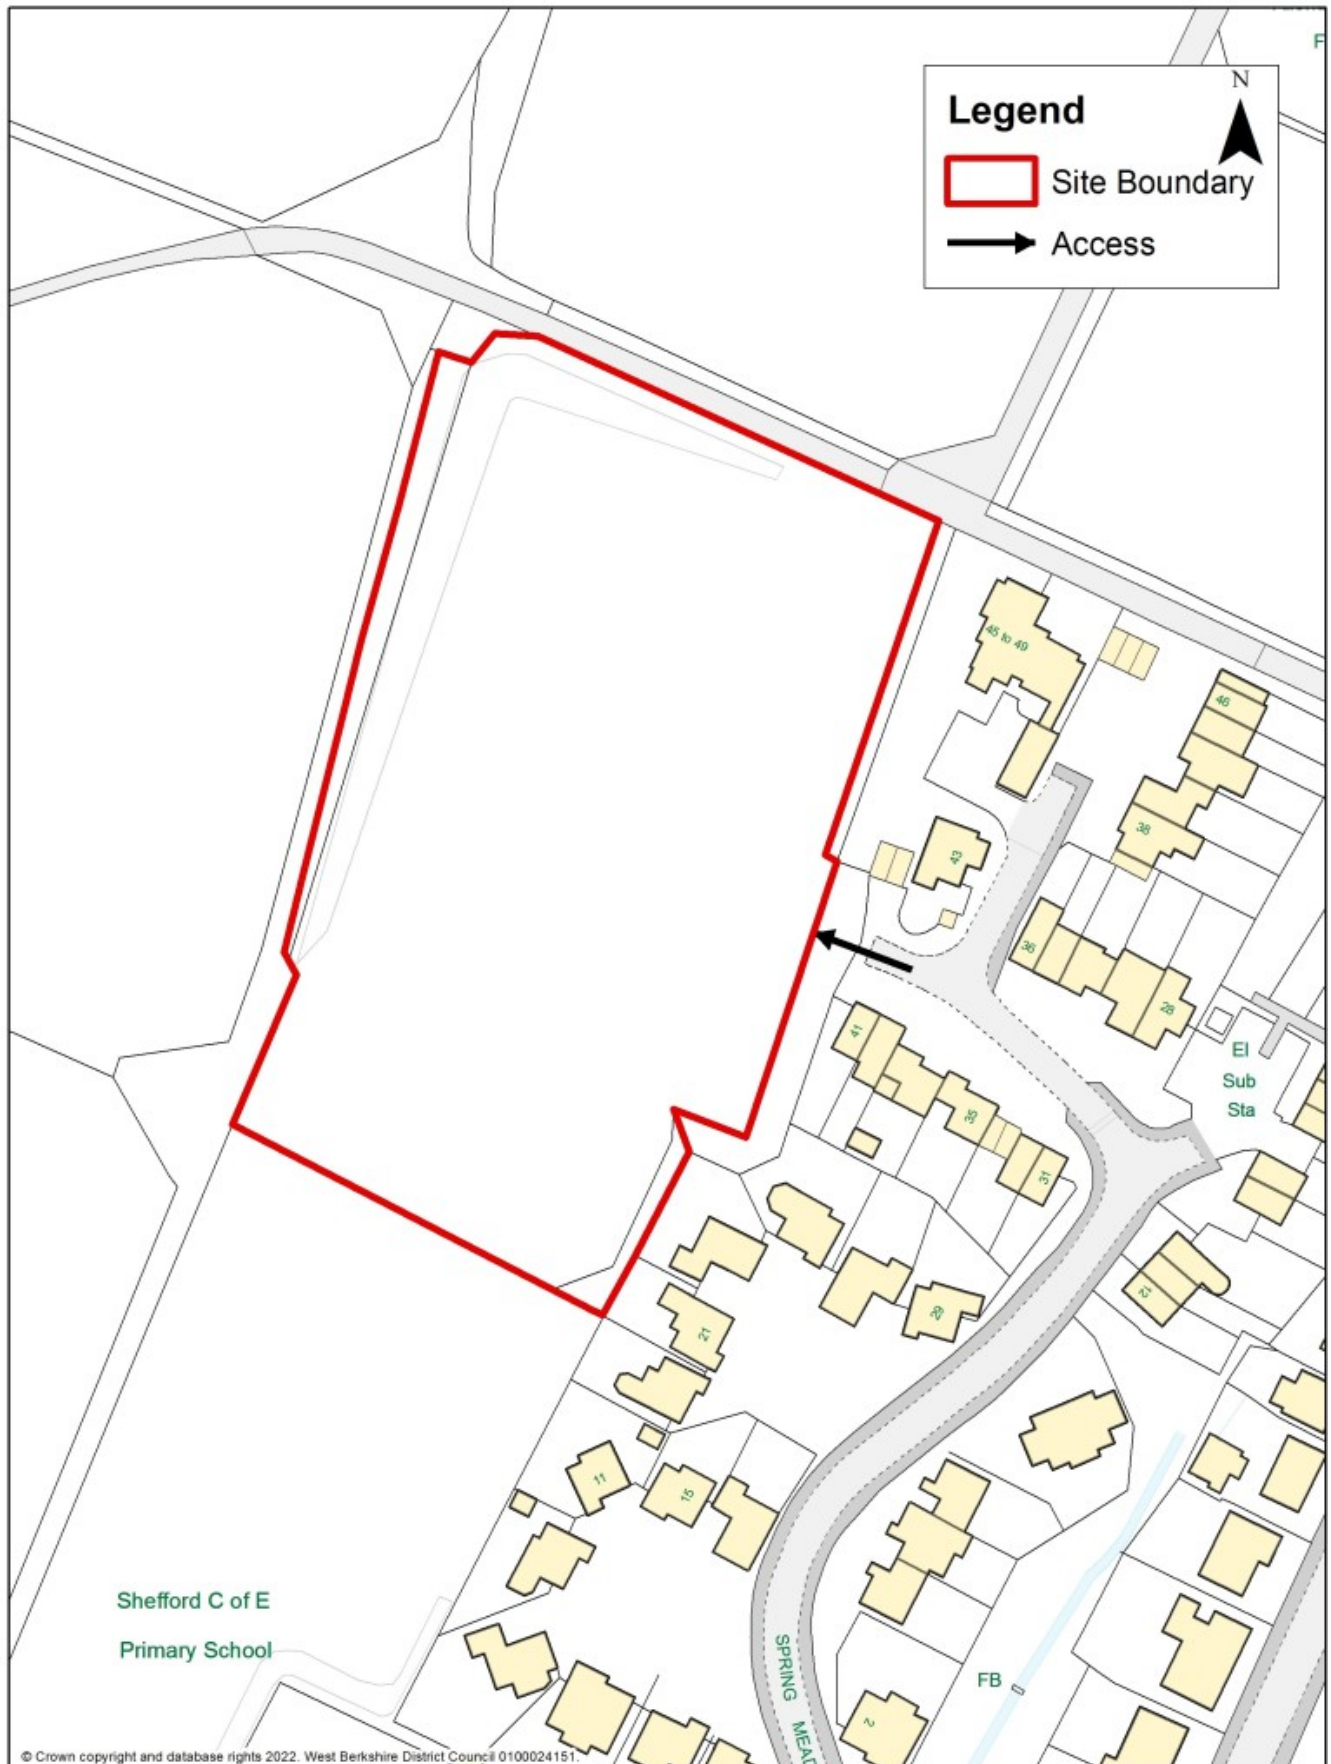 F
N
Legend
Site Boundary
Access
45 to 49
46
38
43
36
28
El
Sub
Sta
41
35
31
21
29
21
11
15
Shefford C of E
Primary School
SPRING MEAD
FB
2
© Crown copyright and database rights 2022. West Berkshire District Council 0100024151.